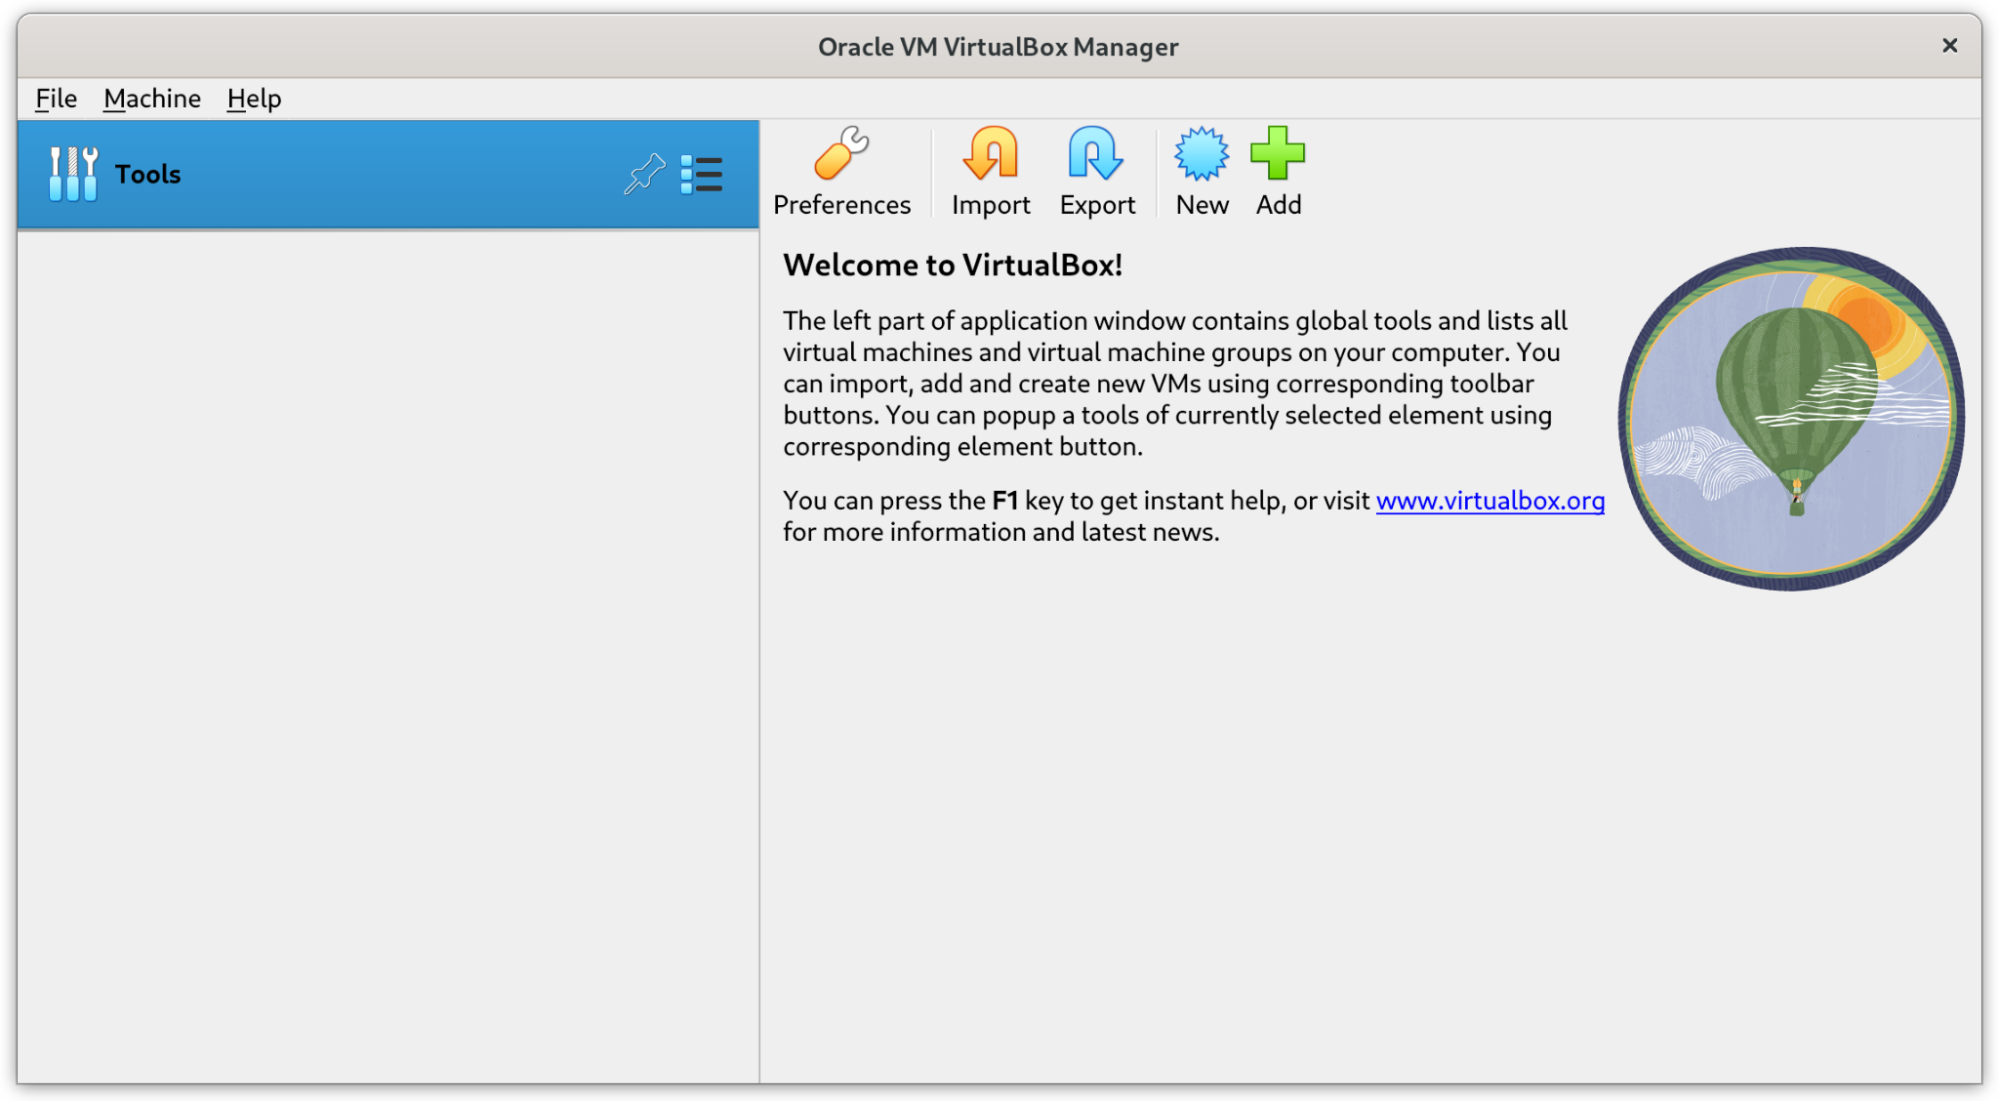 Oracle VM VirtualBox Manager
File Machine Help
Tools
Preferences Import Export New Add
Welcome to VirtualBox!
The left part of application window contains global tools and lists all
virtual machines and virtual machine groups on your computer. You
can import, add and create new VMs using corresponding toolbar
buttons. You can popup a tools of currently selected element using
corresponding element button.
You can press the F1 key to get instant help, or visit www.virtualbox.org
for more information and latest news.